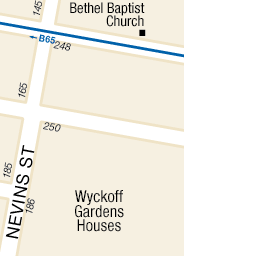 Bethel Baptist
Church
145
← B65
248
165
250
185
NEVINS ST
186
Wyckoff
Gardens
Houses